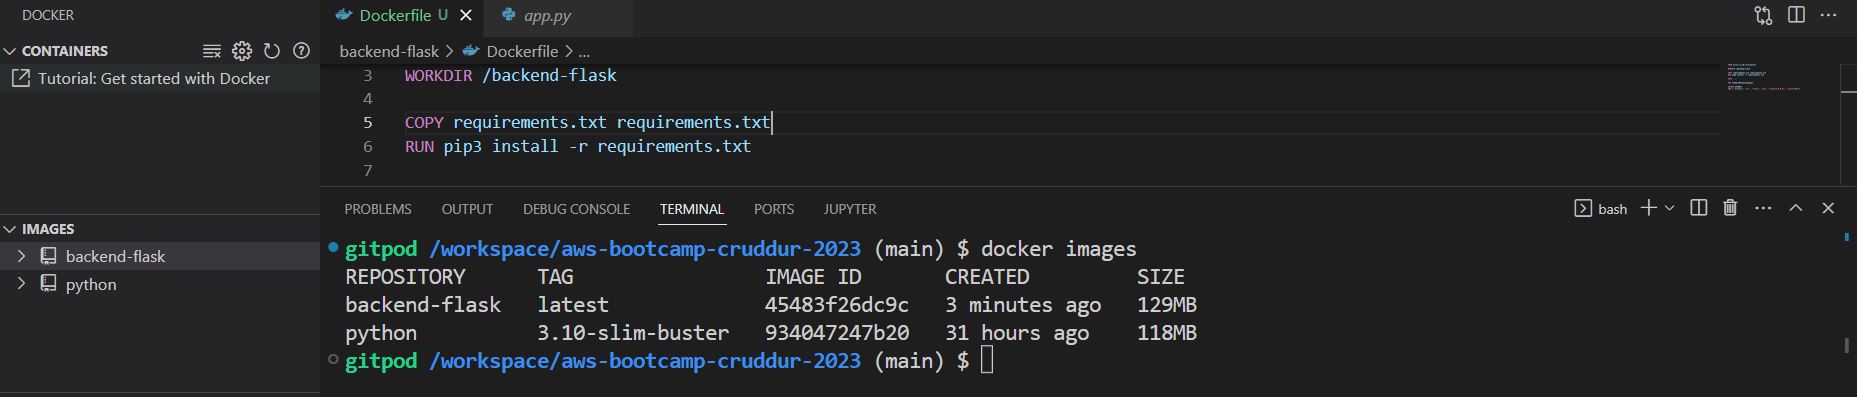 DOCKER
CONTAINERS
Tutorial: Get started with Docker
IMAGES
backend-flask
python
Dockerfile U
app.py
backend-flask > Dockerfile > ...
3 WORKDIR /backend-flask
4
5 COPY requirements.txt requirements.txt
6 RUN pip3 install -r requirements.txt
7
PROBLEMS OUTPUT DEBUG CONSOLE TERMINAL PORTS JUPYTER
bash
gitpod /workspace/aws-bootcamp-cruddur-2023 (main) $ docker images
REPOSITORY TAG IMAGE ID CREATED SIZE
backend-flask latest 45483f26dc9c 3 minutes ago 129MB
python 3.10-slim-buster 934047247b20 31 hours ago 118MB
gitpod /workspace/aws-bootcamp-cruddur-2023 (main) $